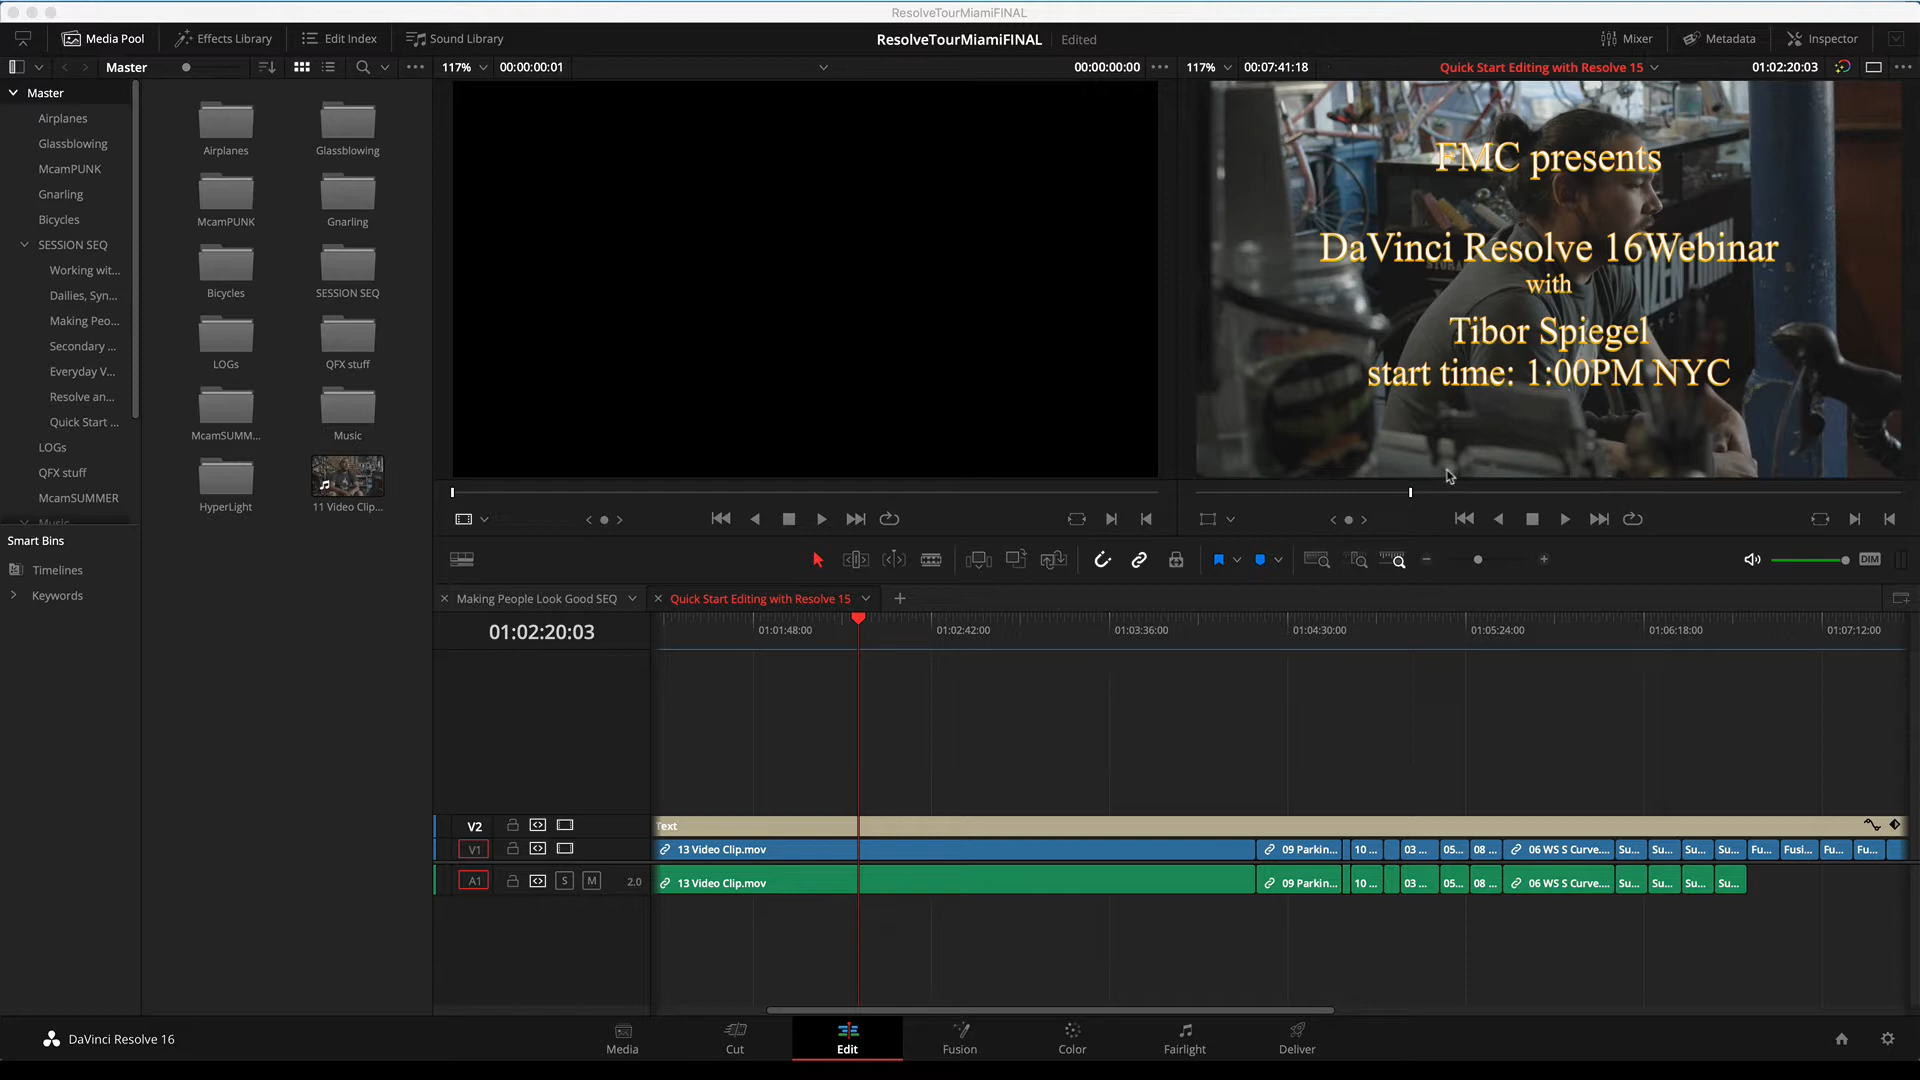 ResolveTourMiamiFINAL
Media Pool
Effects Library
Edit Index
Sound Library
ResolveTourMiamiFINAL
Edited
Mixer
Metadata
Inspector
Master
117%
00:00:00:01
00:00:00:00
117%
00:07:41:18
Quick Start Editing with Resolve 15
01:02:20:03
Master
Airplanes
Glassblowing
McamPUNK
Gnarling
Bicycles
SESSION SEQ
Working wit...
Dailies, Syn...
Making Peo...
Secondary ...
Everyday V...
Resolve an...
Quick Start ...
LOGs
QFX stuff
McamSUMMER
Music
Airplanes
Glassblowing
McamPUNK
Gnarling
Bicycles
SESSION SEQ
LOGs
QFX stuff
McamSUMM...
Music
HyperLight
11 Video Clip...
FMC presents
DaVinci Resolve 16Webinar
with
Tibor Spiegel
start time: 1:00PM NYC
Smart Bins
Timelines
Keywords
DIM
Making People Look Good SEQ
Quick Start Editing with Resolve 15
01:02:20:03
01:01:48:00
01:02:42:00
01:03:36:00
01:04:30:00
01:05:24:00
01:06:18:00
01:07:12:00
V2
Text
V1
13 Video Clip.mov
09 Parkin...
10 ...
03 ...
05...
08 ...
06 WS S Curve....
Su...
Su...
Su...
Su...
Fu...
Fusi...
Fu...
Fu...
A1
S
M
2.0
13 Video Clip.mov
09 Parkin...
10 ...
03 ...
05...
08 ...
06 WS S Curve....
Su...
Su...
Su...
Su...
DaVinci Resolve 16
Media
Cut
Edit
Fusion
Color
Fairlight
Deliver